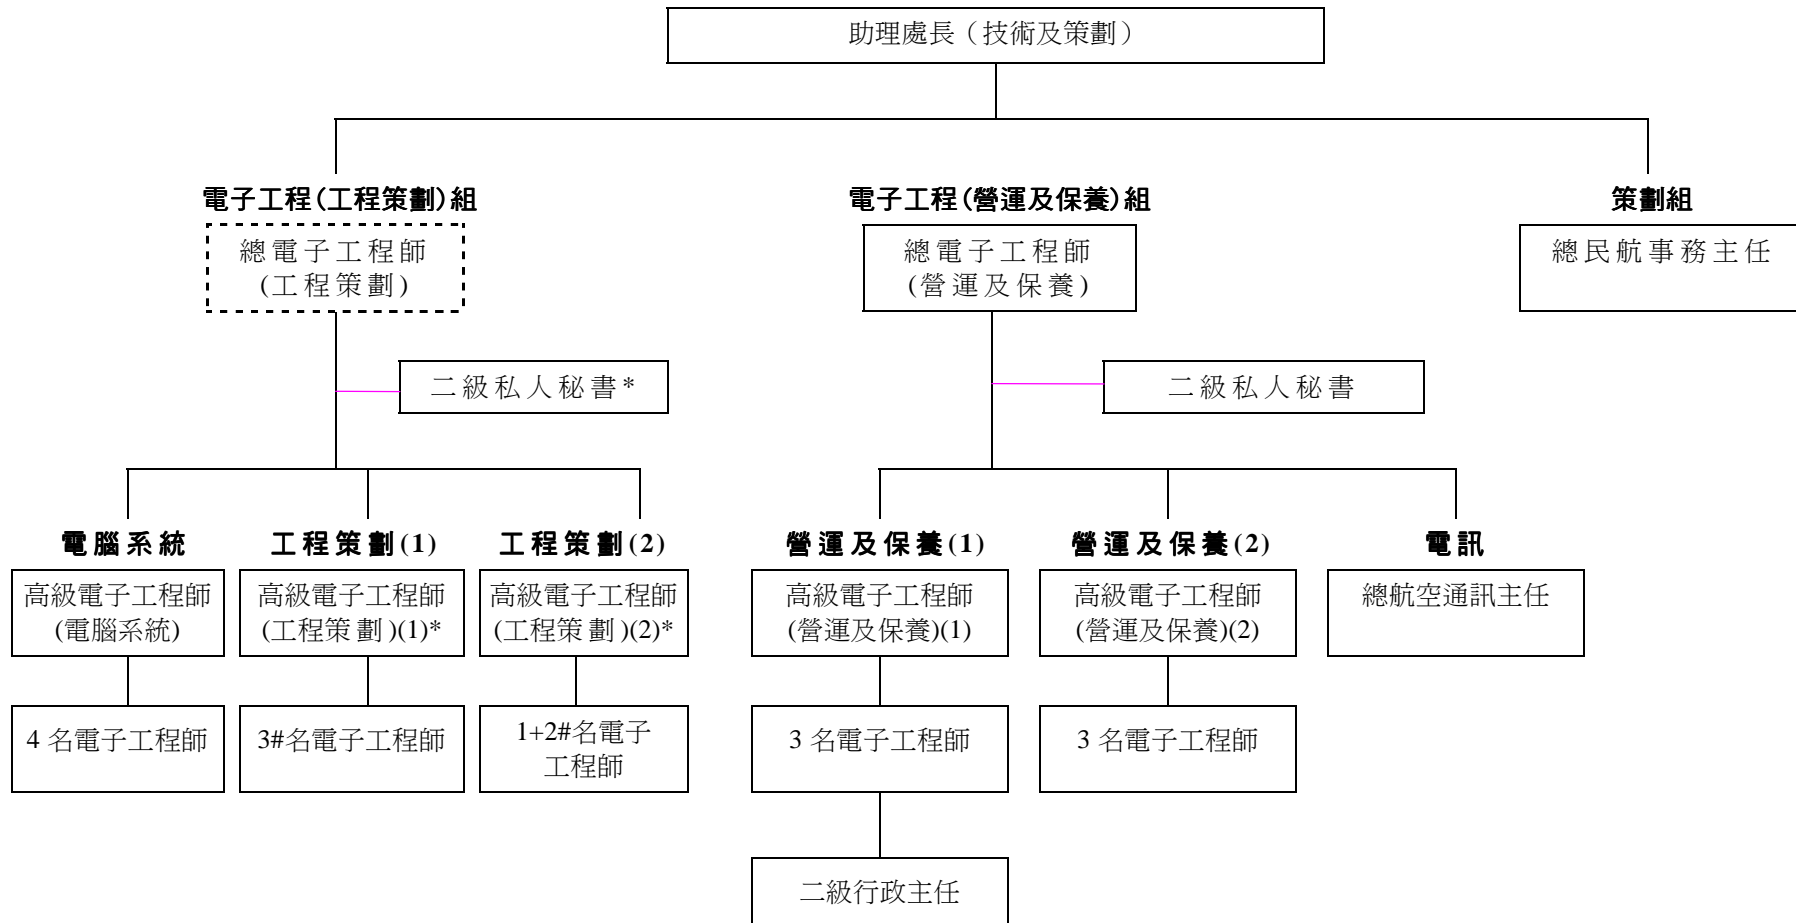 助理處長（技術及策劃）
電子工程(工程策劃)組
電子工程(營運及保養)組
策劃組
總電子工程師
(工程策劃)
總電子工程師
(營運及保養)
總民航事務主任
二級私人秘書*
二級私人秘書
電腦系統
工程策劃(1)
工程策劃(2)
營運及保養(1)
營運及保養(2)
電訊
高級電子工程師
(電腦系統)
高級電子工程師
(工程策劃)(1)*
高級電子工程師
(工程策劃)(2)*
高級電子工程師
(營運及保養)(1)
高級電子工程師
(營運及保養)(2)
總航空通訊主任
4 名電子工程師
3#名電子工程師
1+2#名電子
工程師
3 名電子工程師
3 名電子工程師
二級行政主任